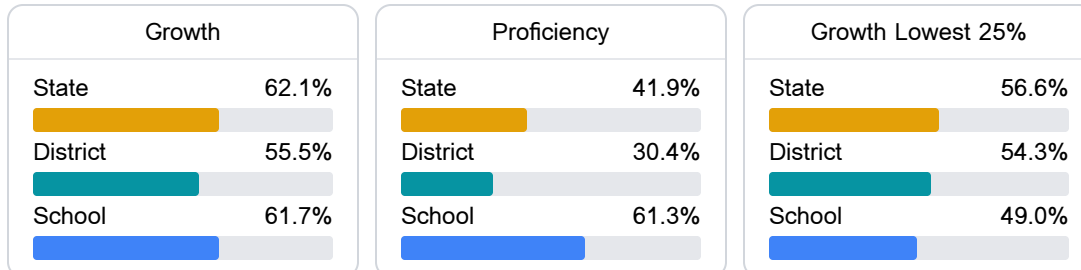 Growth
State 62.1%
District 55.5%
School 61.7%
Proficiency
State 41.9%
District 30.4%
School 61.3%
Growth Lowest 25%
State 56.6%
District 54.3%
School 49.0%